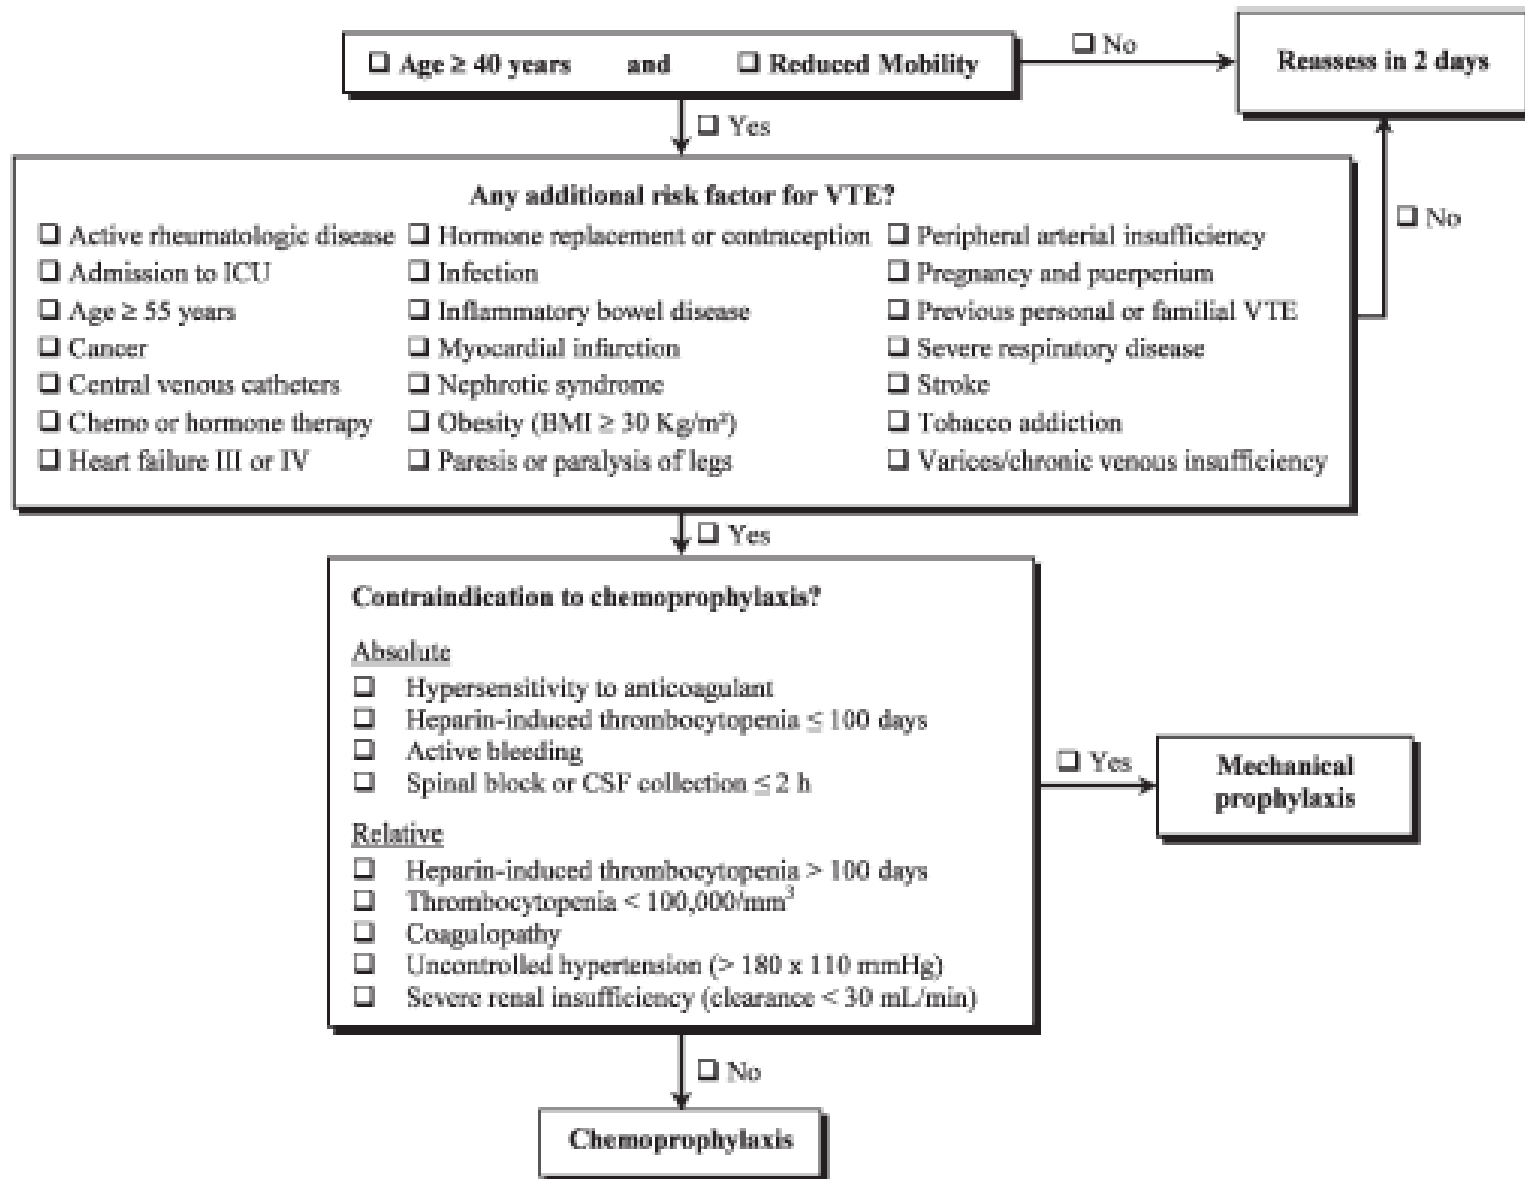 ☐ Age ≥ 40 years and ☐ Reduced Mobility
☐ No
Reassess in 2 days
☐ Yes
Any additional risk factor for VTE?
☐ Active rheumatologic disease
☐ Admission to ICU
☐ Age ≥ 55 years
☐ Cancer
☐ Central venous catheters
☐ Chemo or hormone therapy
☐ Heart failure III or IV
☐ Hormone replacement or contraception
☐ Infection
☐ Inflammatory bowel disease
☐ Myocardial infarction
☐ Nephrotic syndrome
☐ Obesity (BMI ≥ 30 Kg/m²)
☐ Paresis or paralysis of legs
☐ Peripheral arterial insufficiency
☐ Pregnancy and puerperium
☐ Previous personal or familial VTE
☐ Severe respiratory disease
☐ Stroke
☐ Tobacco addiction
☐ Varices/chronic venous insufficiency
☐ No
☐ Yes
Contraindication to chemoprophylaxis?
Absolute
☐ Hypersensitivity to anticoagulant
☐ Heparin-induced thrombocytopenia ≤ 100 days
☐ Active bleeding
☐ Spinal block or CSF collection ≤ 2 h
Relative
☐ Heparin-induced thrombocytopenia > 100 days
☐ Thrombocytopenia < 100,000/mm³
☐ Coagulopathy
☐ Uncontrolled hypertension (> 180 x 110 mmHg)
☐ Severe renal insufficiency (clearance < 30 mL/min)
☐ Yes
Mechanical
prophylaxis
☐ No
Chemoprophylaxis